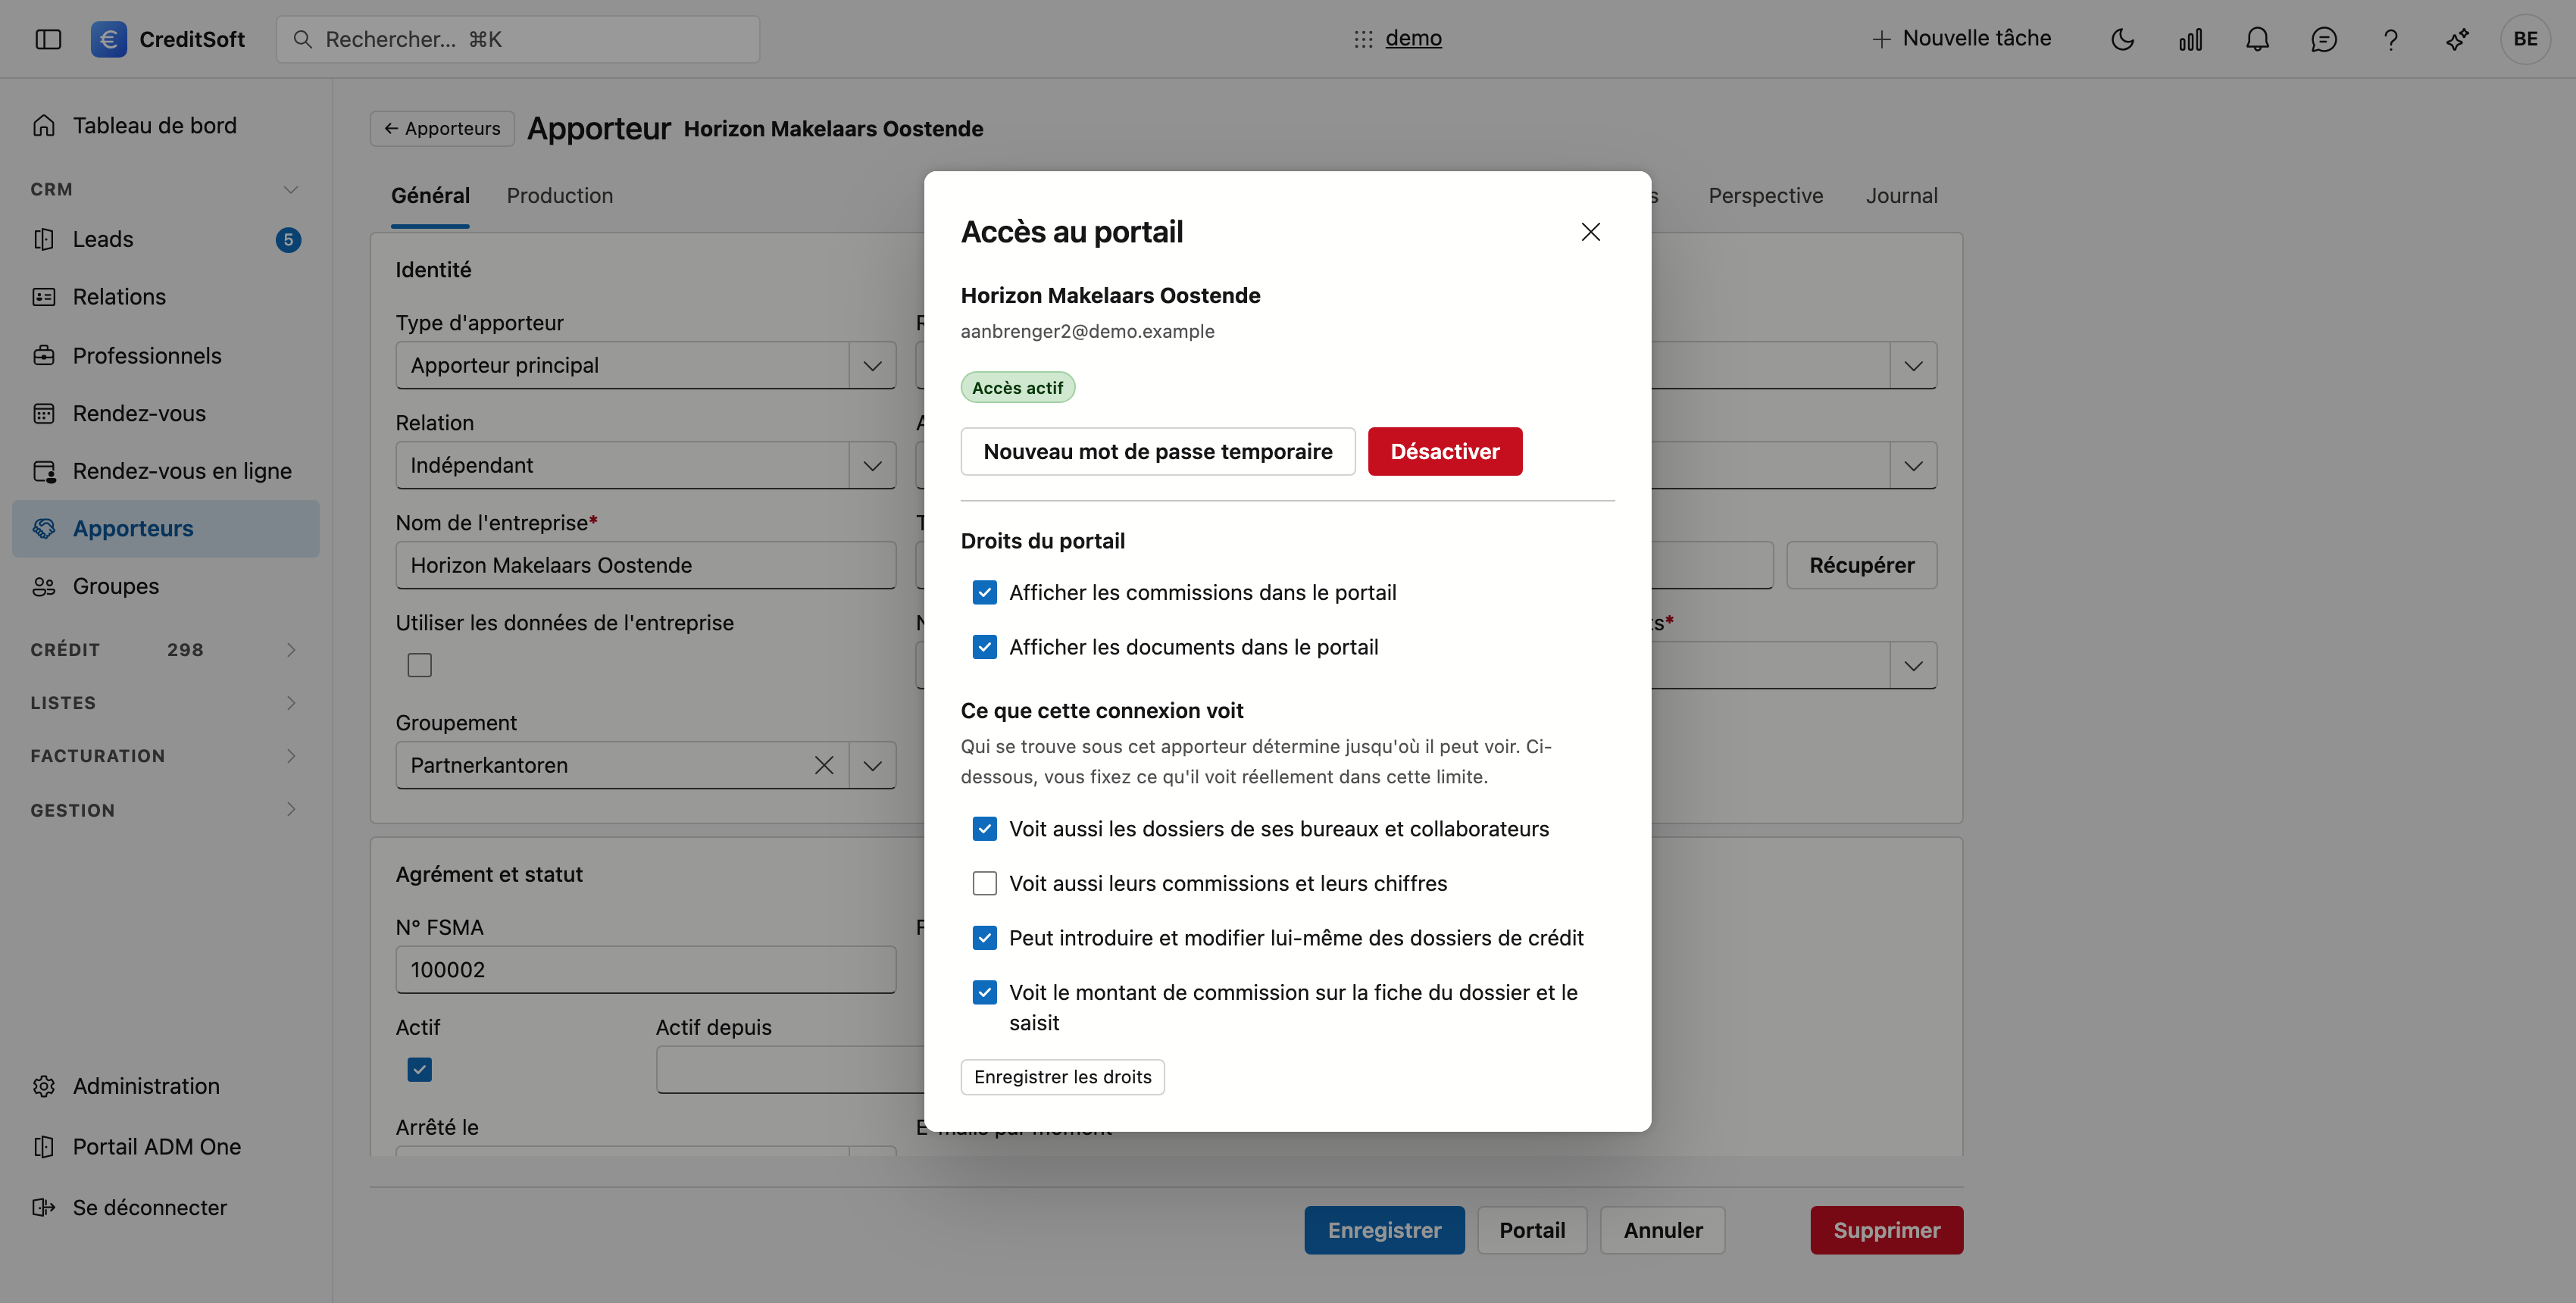 CreditSoft
Rechercher... ⌘K
demo
Nouvelle tâche
BE
Tableau de bord
CRM
Leads 5
Relations
Professionnels
Rendez-vous
Rendez-vous en ligne
Apporteurs
Groupes
CRÉDIT 298
LISTES
FACTURATION
GESTION
Administration
Portail ADM One
Se déconnecter
← Apporteurs Apporteur Horizon Makelaars Oostende
Général Production Perspective Journal
Identité
Type d'apporteur
Apporteur principal
Relation
Indépendant
Nom de l'entreprise*
Horizon Makelaars Oostende
Récupérer
Utiliser les données de l'entreprise
Groupement
Partnerkantoren
Agrément et statut
N° FSMA
100002
Actif Actif depuis
Arrêté le
Accès au portail
Horizon Makelaars Oostende
aanbrenger2@demo.example
Accès actif
Nouveau mot de passe temporaire Désactiver
Droits du portail
Afficher les commissions dans le portail
Afficher les documents dans le portail
Ce que cette connexion voit
Qui se trouve sous cet apporteur détermine jusqu'où il peut voir. Ci-
dessous, vous fixez ce qu'il voit réellement dans cette limite.
Voit aussi les dossiers de ses bureaux et collaborateurs
Voit aussi leurs commissions et leurs chiffres
Peut introduire et modifier lui-même des dossiers de crédit
Voit le montant de commission sur la fiche du dossier et le
saisit
Enregistrer les droits
Enregistrer Portail Annuler Supprimer